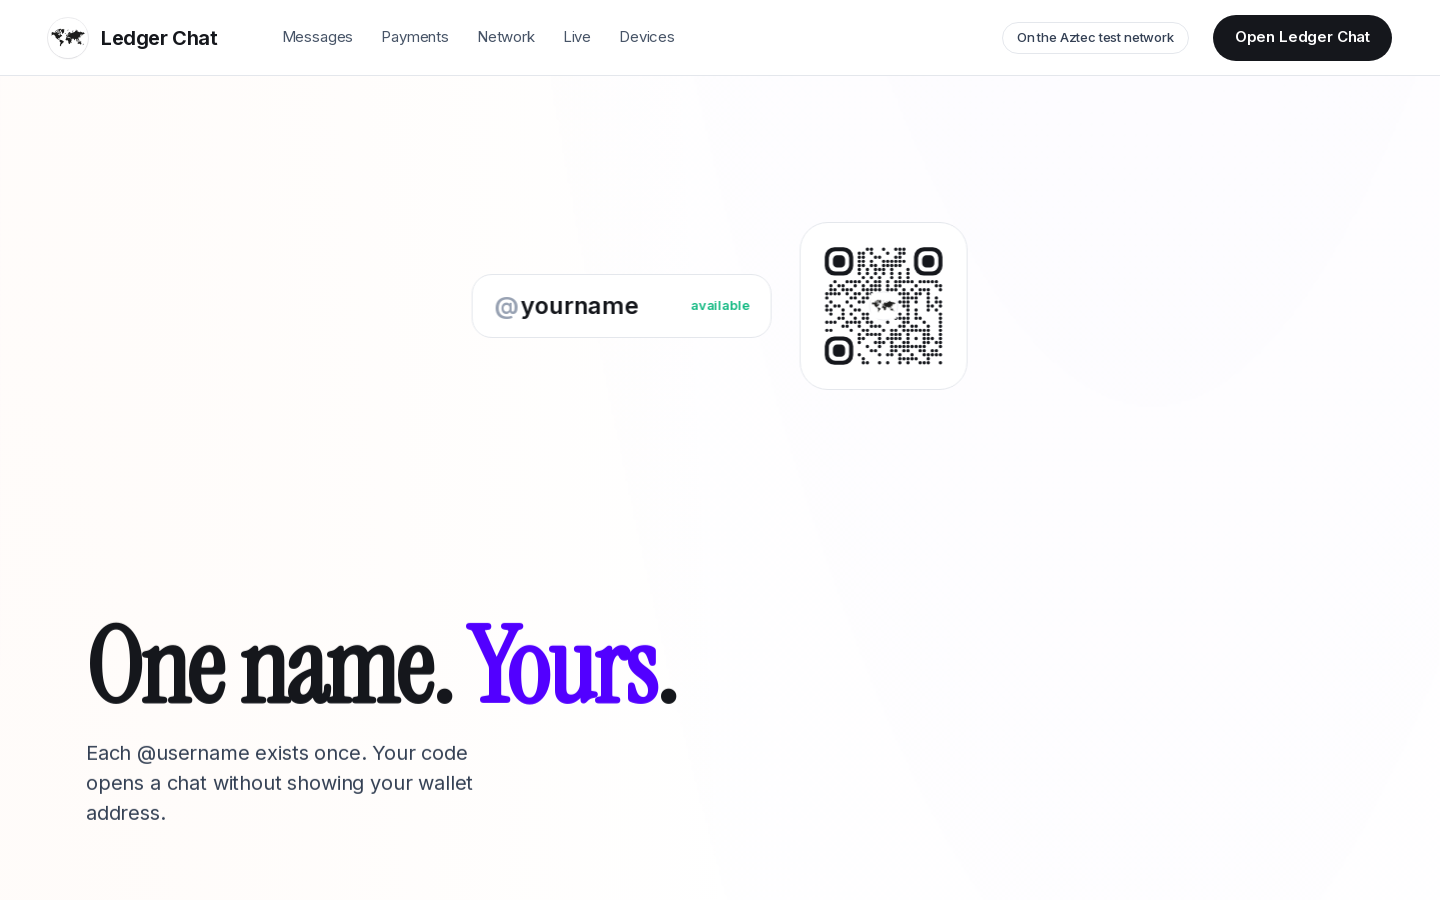 Ledger Chat
Messages
Payments
Network
Live
Devices
On the Aztec test network
Open Ledger Chat
@yourname
available
One name. Yours.
Each @username exists once. Your code
opens a chat without showing your wallet
address.